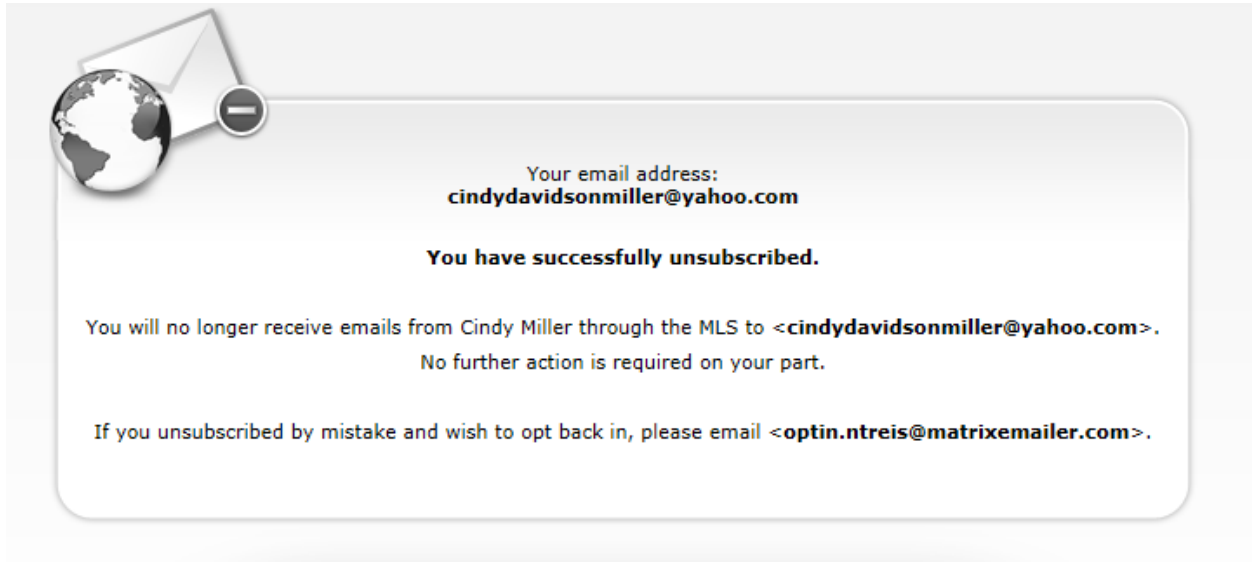 Your email address:
cindydavidsonmiller@yahoo.com
You have successfully unsubscribed.
You will no longer receive emails from Cindy Miller through the MLS to <cindydavidsonmiller@yahoo.com>.
No further action is required on your part.
If you unsubscribed by mistake and wish to opt back in, please email <optin.ntreis@matrixemailer.com>.